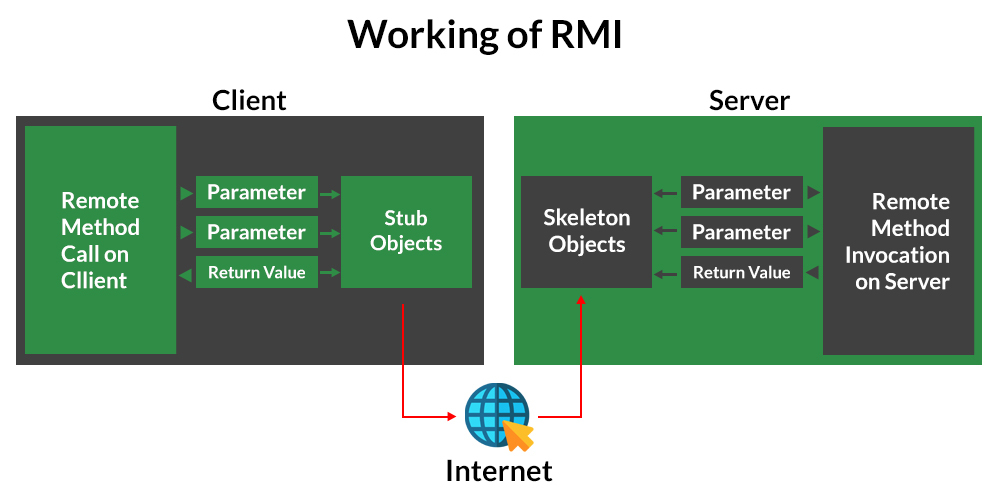 Working of RMI
Client
Server
Remote
Method
Call on
Cllient
Parameter
Parameter
Return Value
Stub
Objects
Skeleton
Objects
Parameter
Parameter
Return Value
Remote
Method
Invocation
on Server
Internet